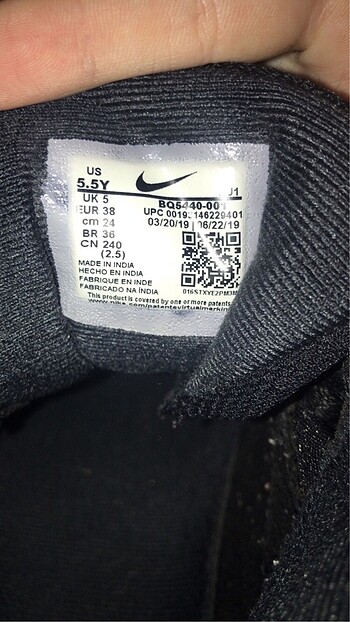 US
5.5Y
UK 5
EUR 38
cm 24
BR 36
CN 240
(2.5)
J1
BQ5440-001
03/20/19 06/22/19
MADE IN INDIA
HECHO EN INDIA
FABRIQUE EN INDE
FABRICADO NA INDIA
This product is covered by one or more patents